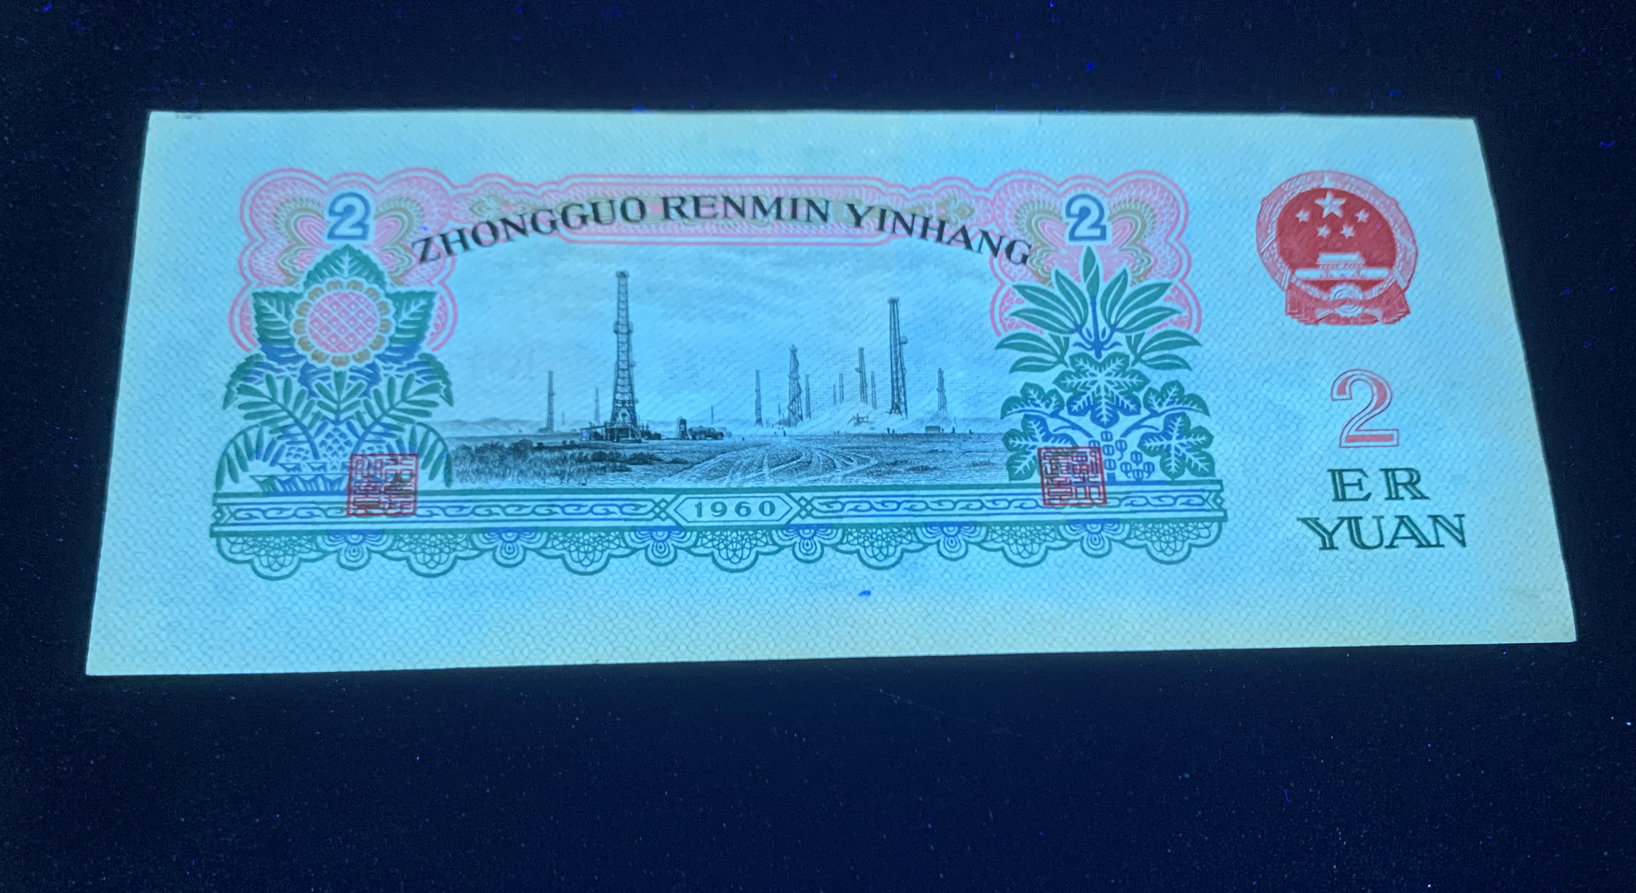 2
2
ZHONGGUO RENMIN YINHANG
2
ER
YUAN
1960